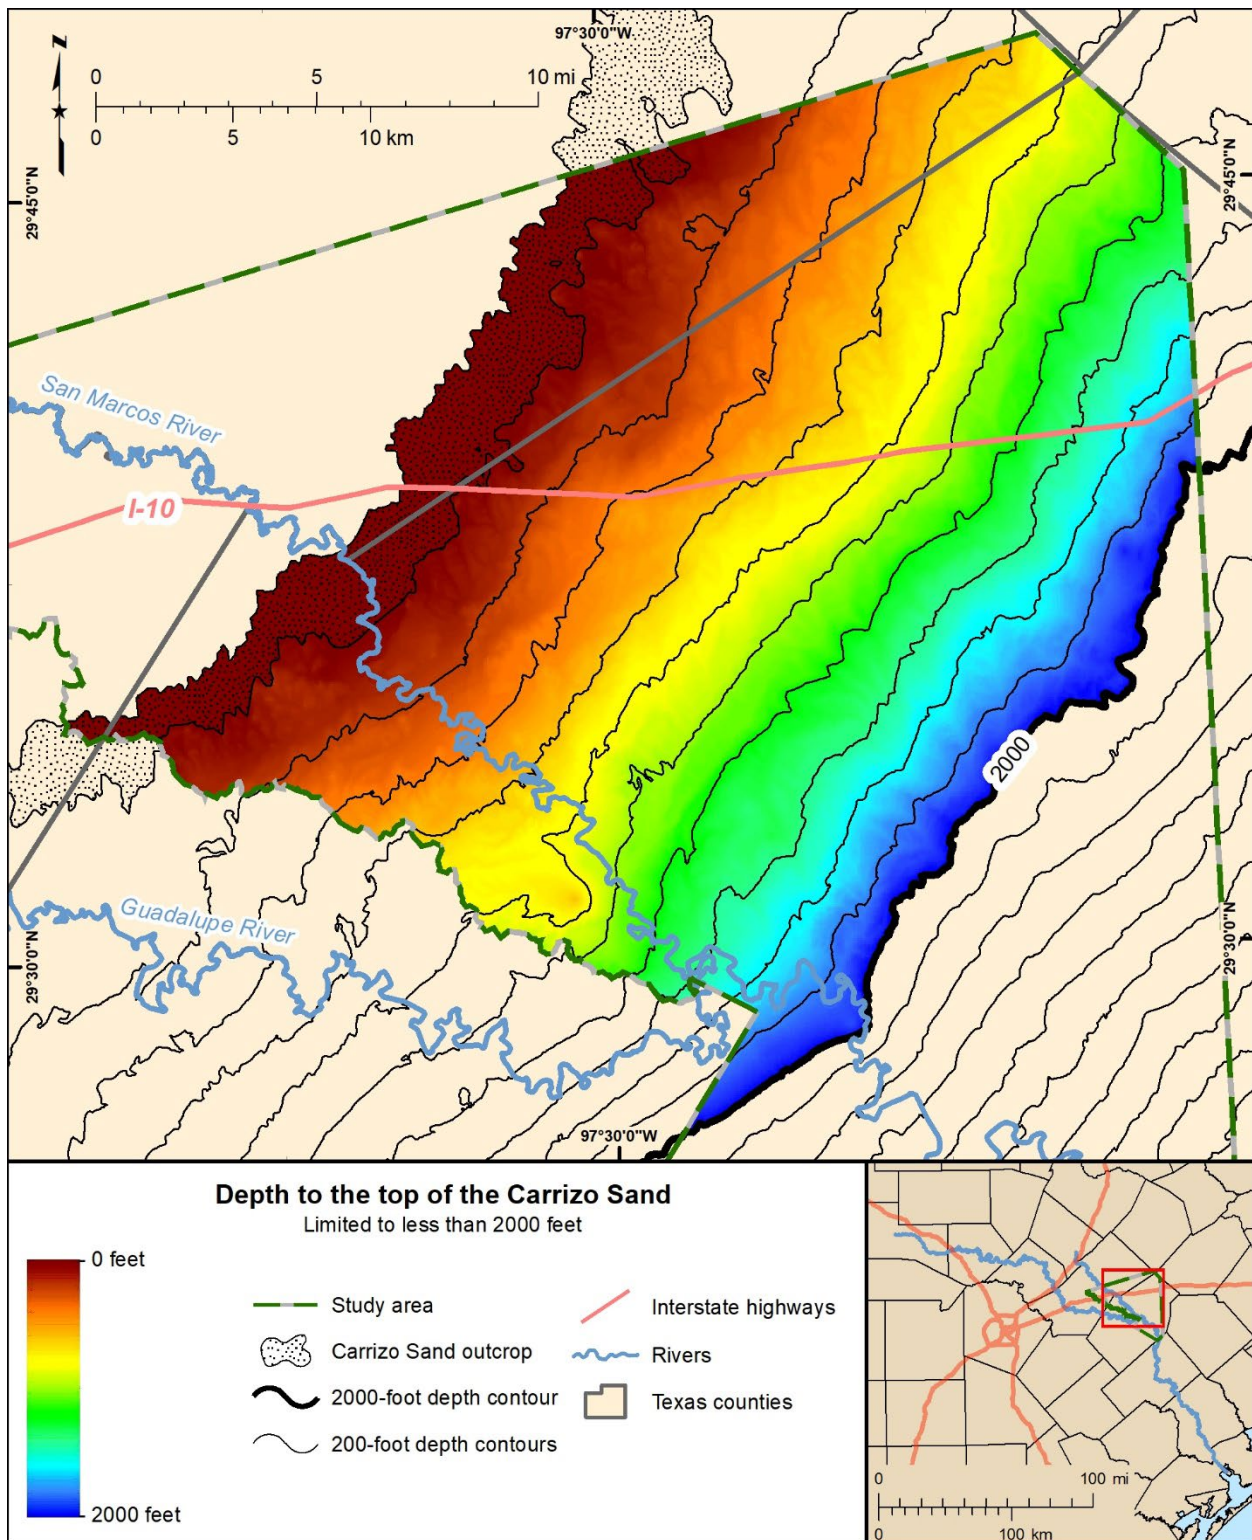 97°30'0"W
z
0 5 10 mi
0 5 10 km
29°45'0"N
29°45'0"N
San Marcos River
I-10
2000
Guadalupe River
29°30'0"N
29°30'0"N
97°30'0"W
Depth to the top of the Carrizo Sand
Limited to less than 2000 feet
0 feet
2000 feet
Study area
Carrizo Sand outcrop
2000-foot depth contour
200-foot depth contours
Interstate highways
Rivers
Texas counties
0 100 mi
0 100 km